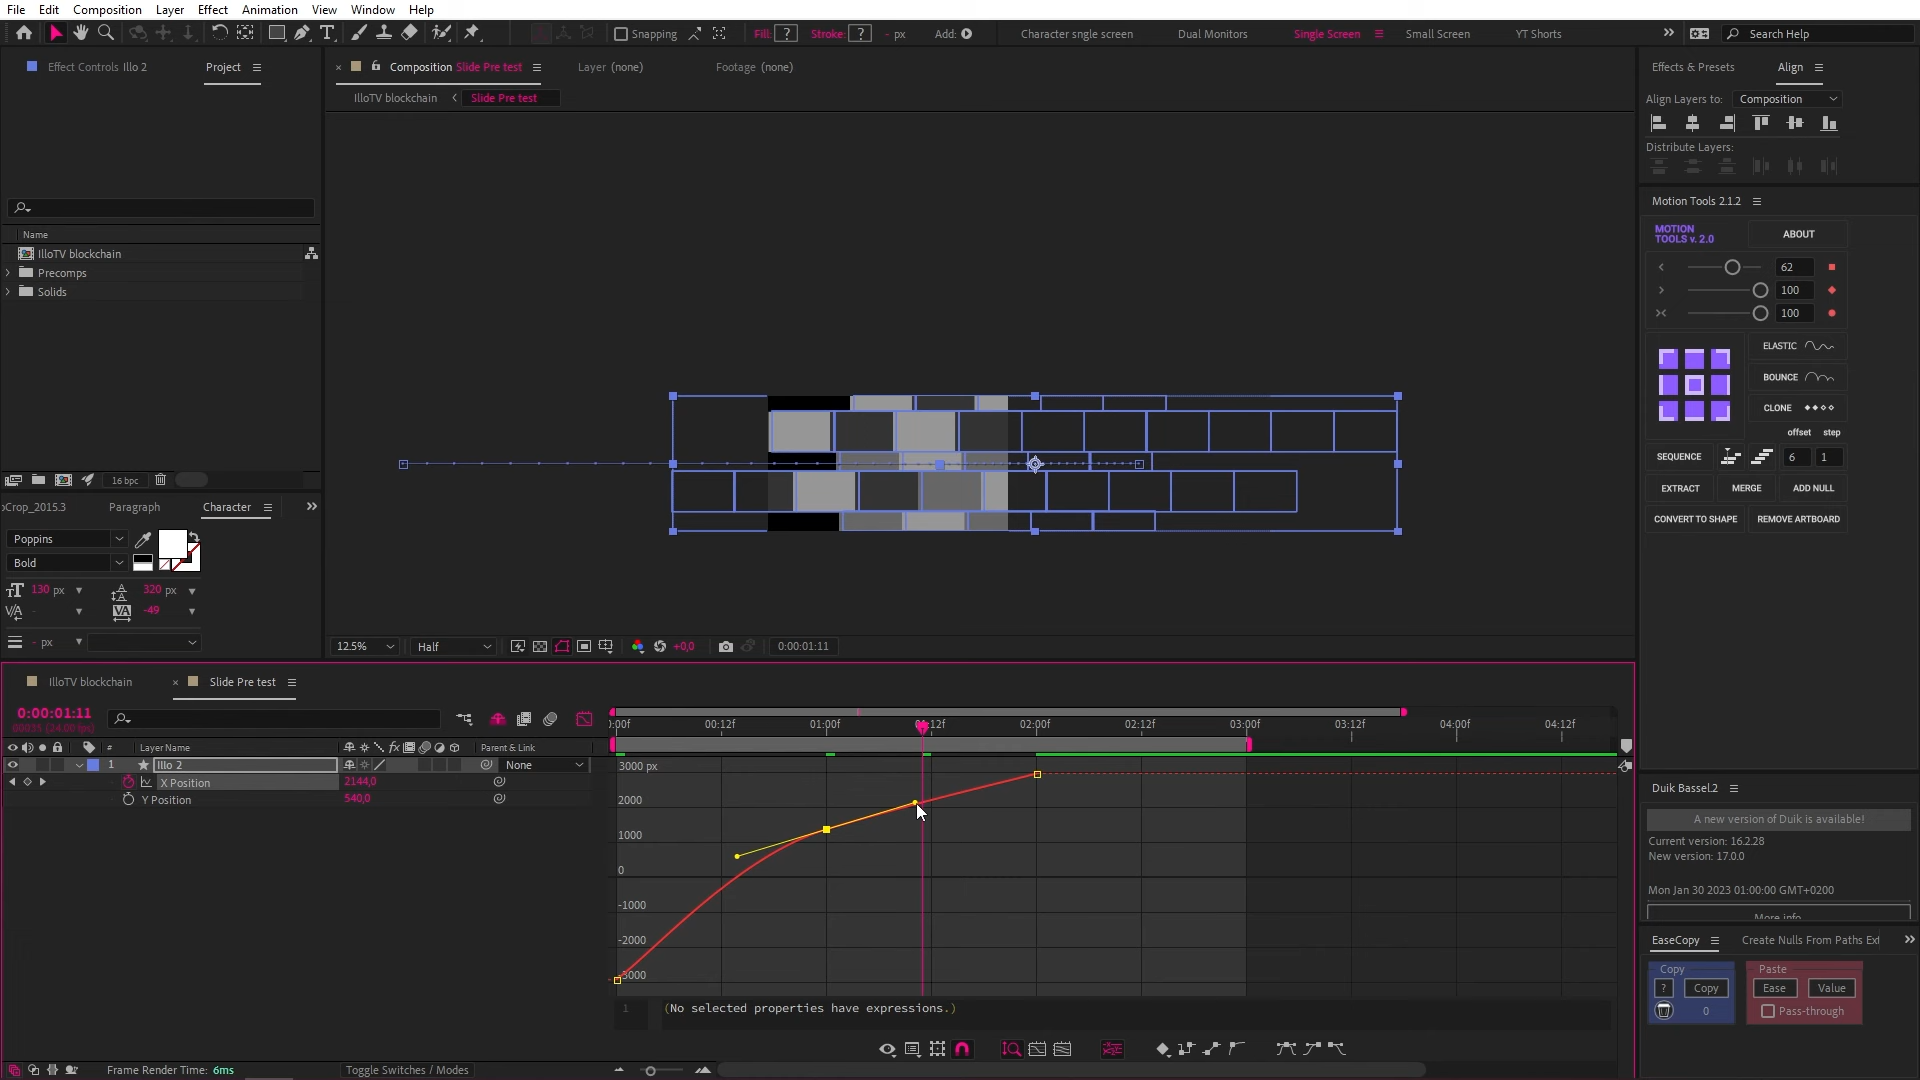 File Edit Composition Layer Effect Animation View Window Help
Snapping Fill: ? Stroke: ? - px Add: Character sngle screen Dual Monitors Single Screen Small Screen YT Shorts Search Help
Effect Controls Illo 2 Project
Composition Slide Pre test Layer (none) Footage (none)
IlloTV blockchain Slide Pre test
Name
IlloTV blockchain
Precomps
Solids
16 bpc
oCrop_2015.3 Paragraph Character
Poppins
Bold
130 px 320 px
- -49
- px
12.5% Half +0,0 0:00:01:11
Effects & Presets Align
Align Layers to: Composition
Distribute Layers:
Motion Tools 2.1.2
MOTION TOOLS v. 2.0 ABOUT
62
100
100
ELASTIC
BOUNCE
CLONE
offset step
SEQUENCE 6 1
EXTRACT MERGE ADD NULL
CONVERT TO SHAPE REMOVE ARTBOARD
Duik Bassel.2
A new version of Duik is available!
Current version: 16.2.28
New version: 17.0.0
Mon Jan 30 2023 01:00:00 GMT+0200
More info
EaseCopy Create Nulls From Paths Ex
Copy Paste
? Copy Ease Value
0 Pass-through
IlloTV blockchain Slide Pre test
0:00:01:11
00035 (24.00 fps)
):00f 00:12f 01:00f 01:12f 02:00f 02:12f 03:00f 03:12f 04:00f 04:12f
# Layer Name fx Parent & Link
1 Illo 2 None
X Position 2144,0
Y Position 540,0
3000 px
2000
1000
0
-1000
-2000
-3000
1 (No selected properties have expressions.)
Frame Render Time: 6ms Toggle Switches / Modes